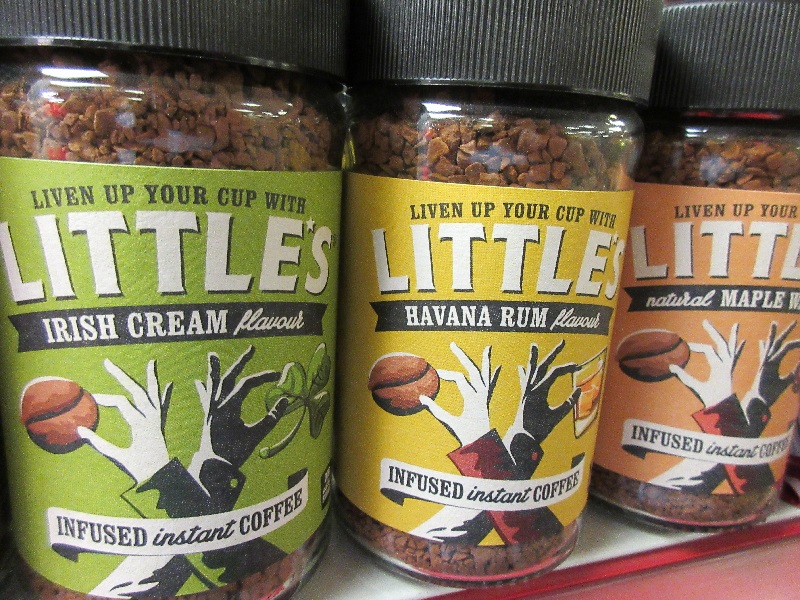 LIVEN UP YOUR CUP WITH
LITTLE'S
IRISH CREAM flavour
INFUSED instant COFFEE
LIVEN UP YOUR CUP WITH
LITTLE'S
HAVANA RUM flavour
INFUSED instant COFFEE
LIVEN UP YOUR
natural MAPLE
INFUSED instant